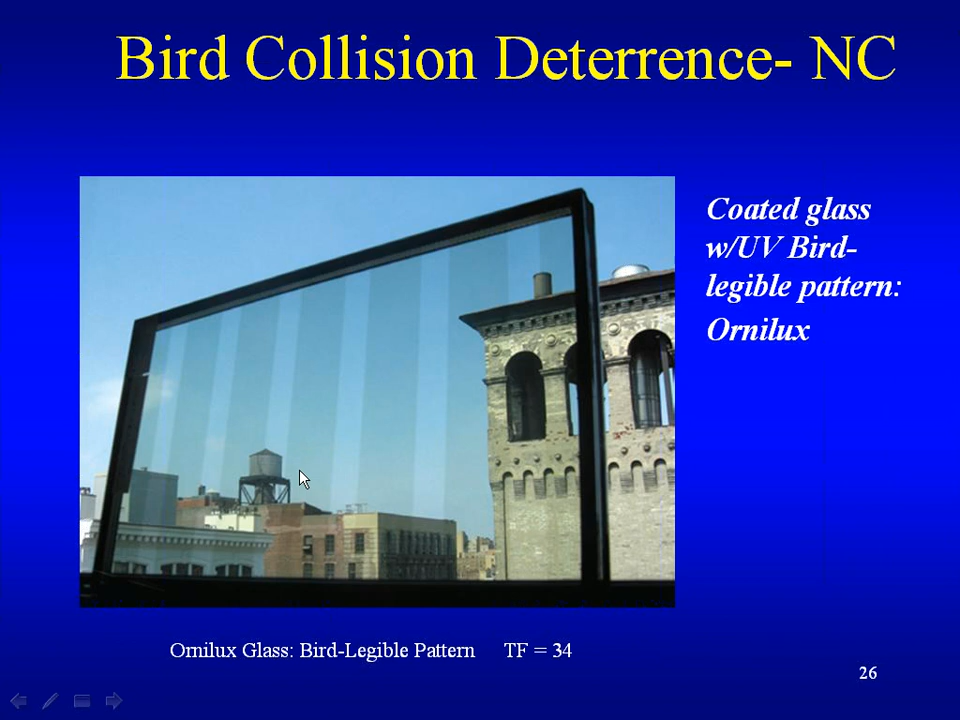 Bird Collision Deterrence- NC
Coated glass
w/UV Bird-
legible pattern:
Ornilux
Ornilux Glass: Bird-Legible Pattern TF = 34
26